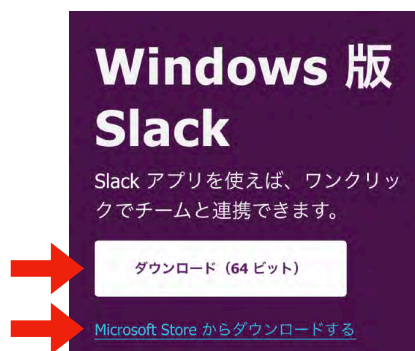 Windows 版
Slack
Slack アプリを使えば、ワンクリッ
クでチームと連携できます。
ダウンロード（64 ビット）
Microsoft Store からダウンロードする